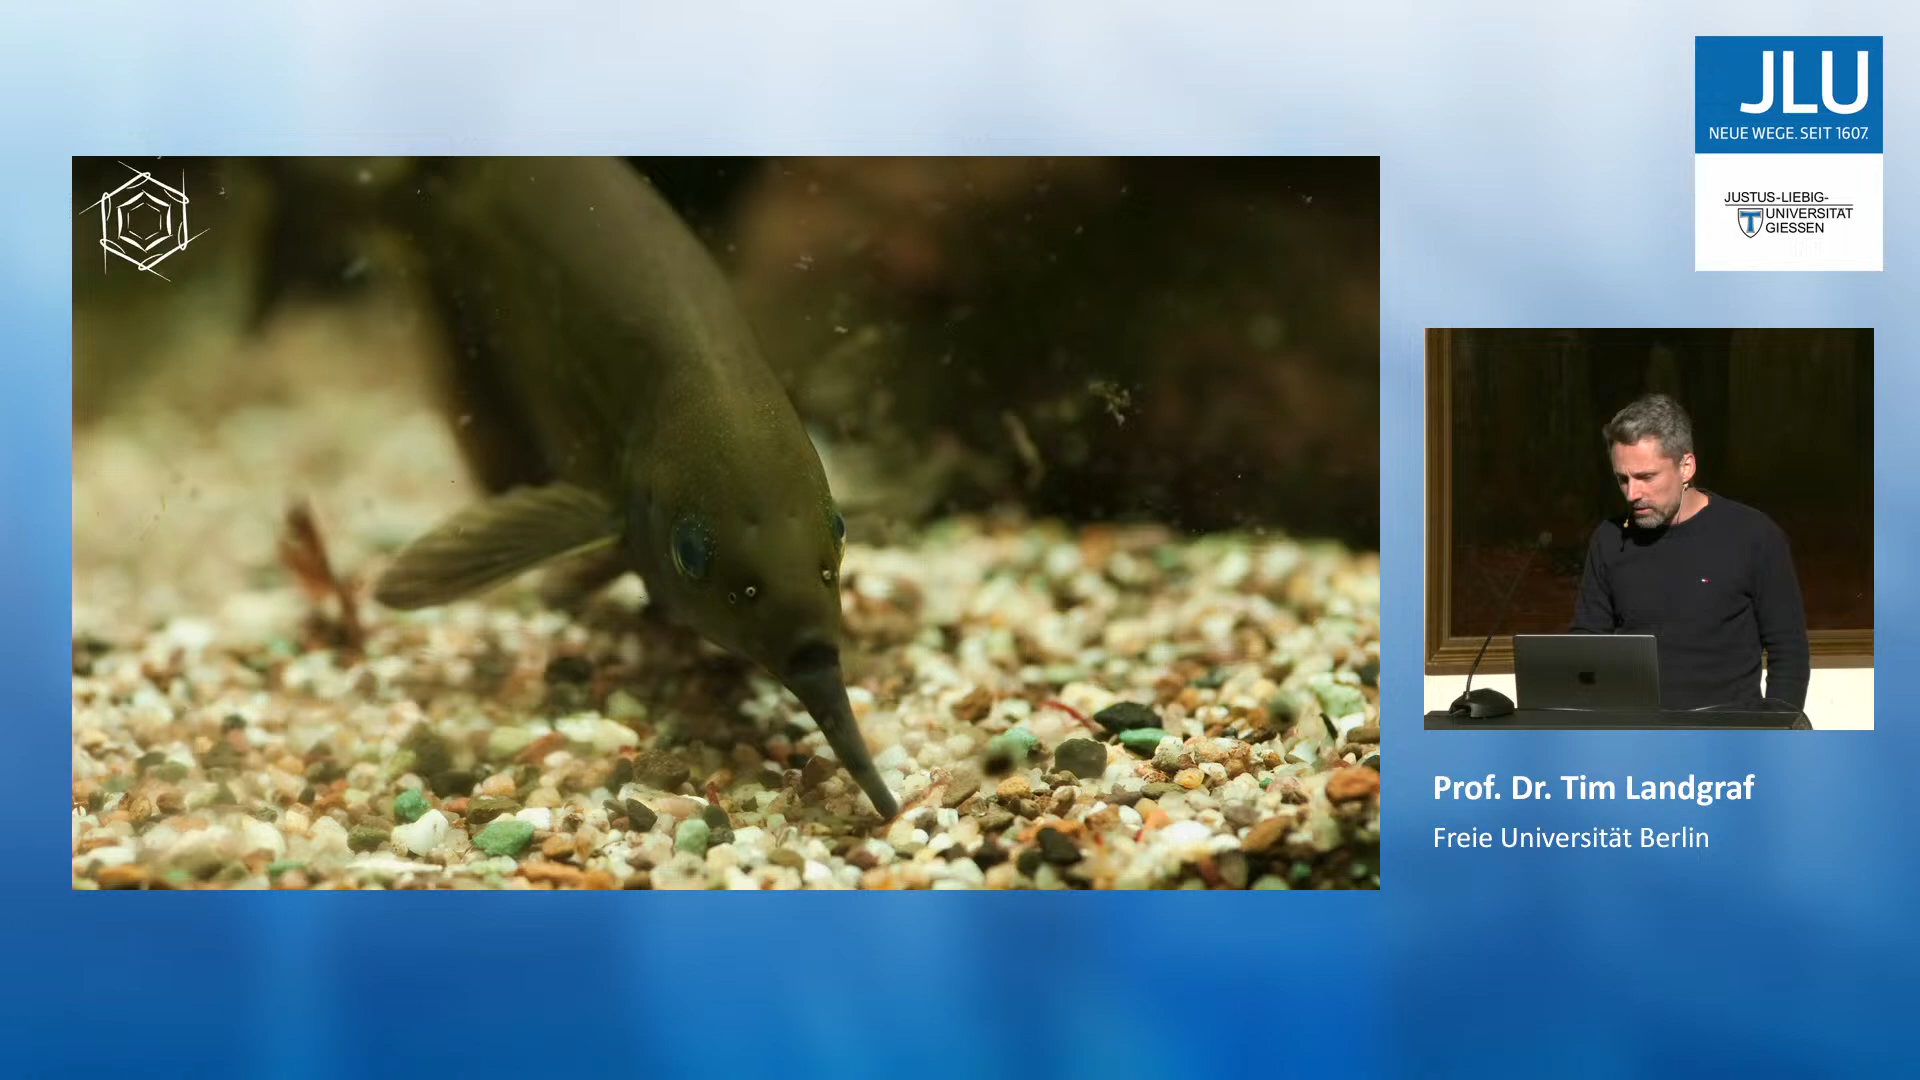 JLU
NEUE WEGE. SEIT 1607.
JUSTUS-LIEBIG-
UNIVERSITÄT
GIESSEN
Prof. Dr. Tim Landgraf
Freie Universität Berlin